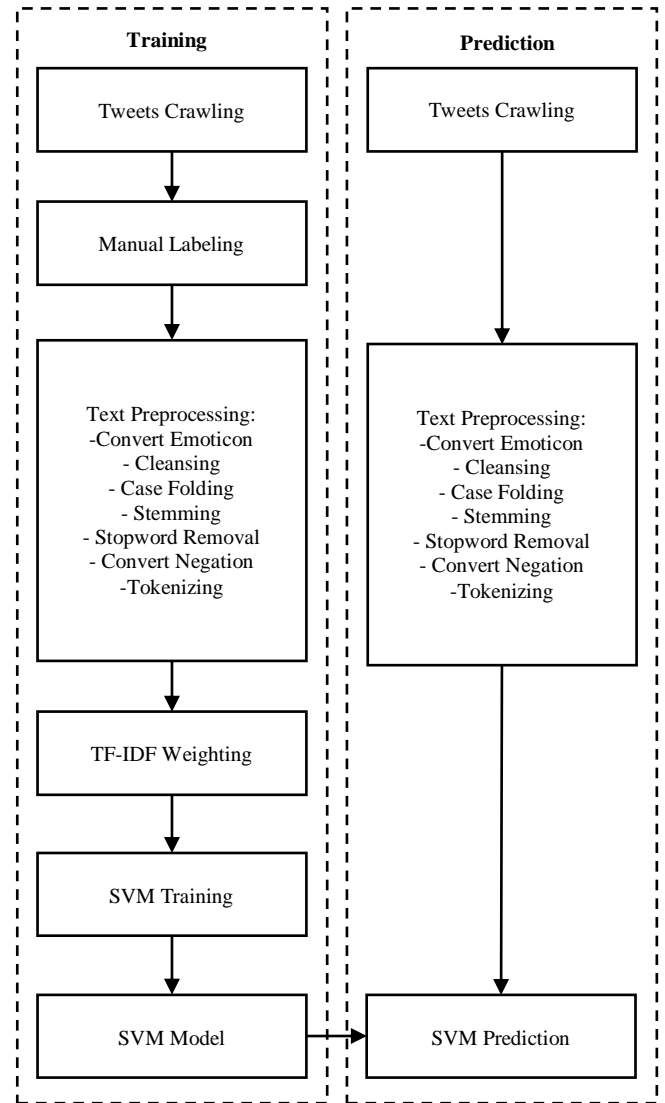 Training
Tweets Crawling
Manual Labeling
Text Preprocessing:
-Convert Emoticon
- Cleansing
- Case Folding
- Stemming
- Stopword Removal
- Convert Negation
-Tokenizing
TF-IDF Weighting
SVM Training
SVM Model
Prediction
Tweets Crawling
Text Preprocessing:
-Convert Emoticon
- Cleansing
- Case Folding
- Stemming
- Stopword Removal
- Convert Negation
-Tokenizing
SVM Prediction